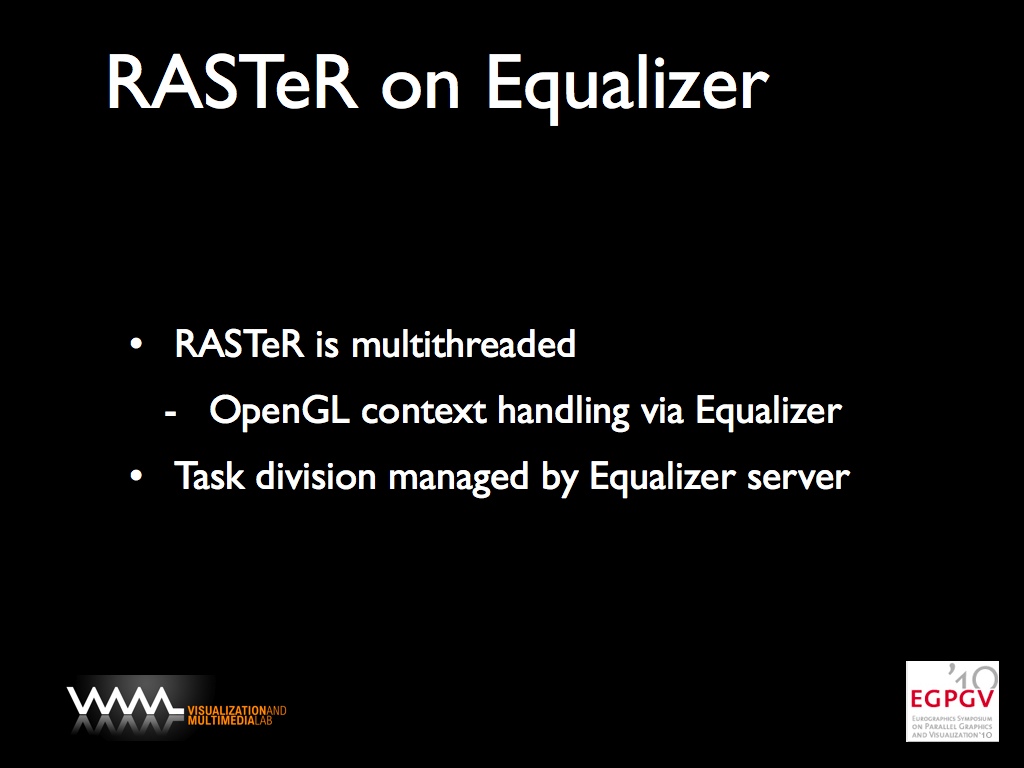 RASTeR on Equalizer
• RASTeR is multithreaded
- OpenGL context handling via Equalizer
• Task division managed by Equalizer server
VISUALIZATIONAND
MULTIMEDIALAB
'10
EGPGV
EUROGRAPHICS SYMPOSIUM
ON PARALLEL GRAPHICS
AND VISUALIZATION'10